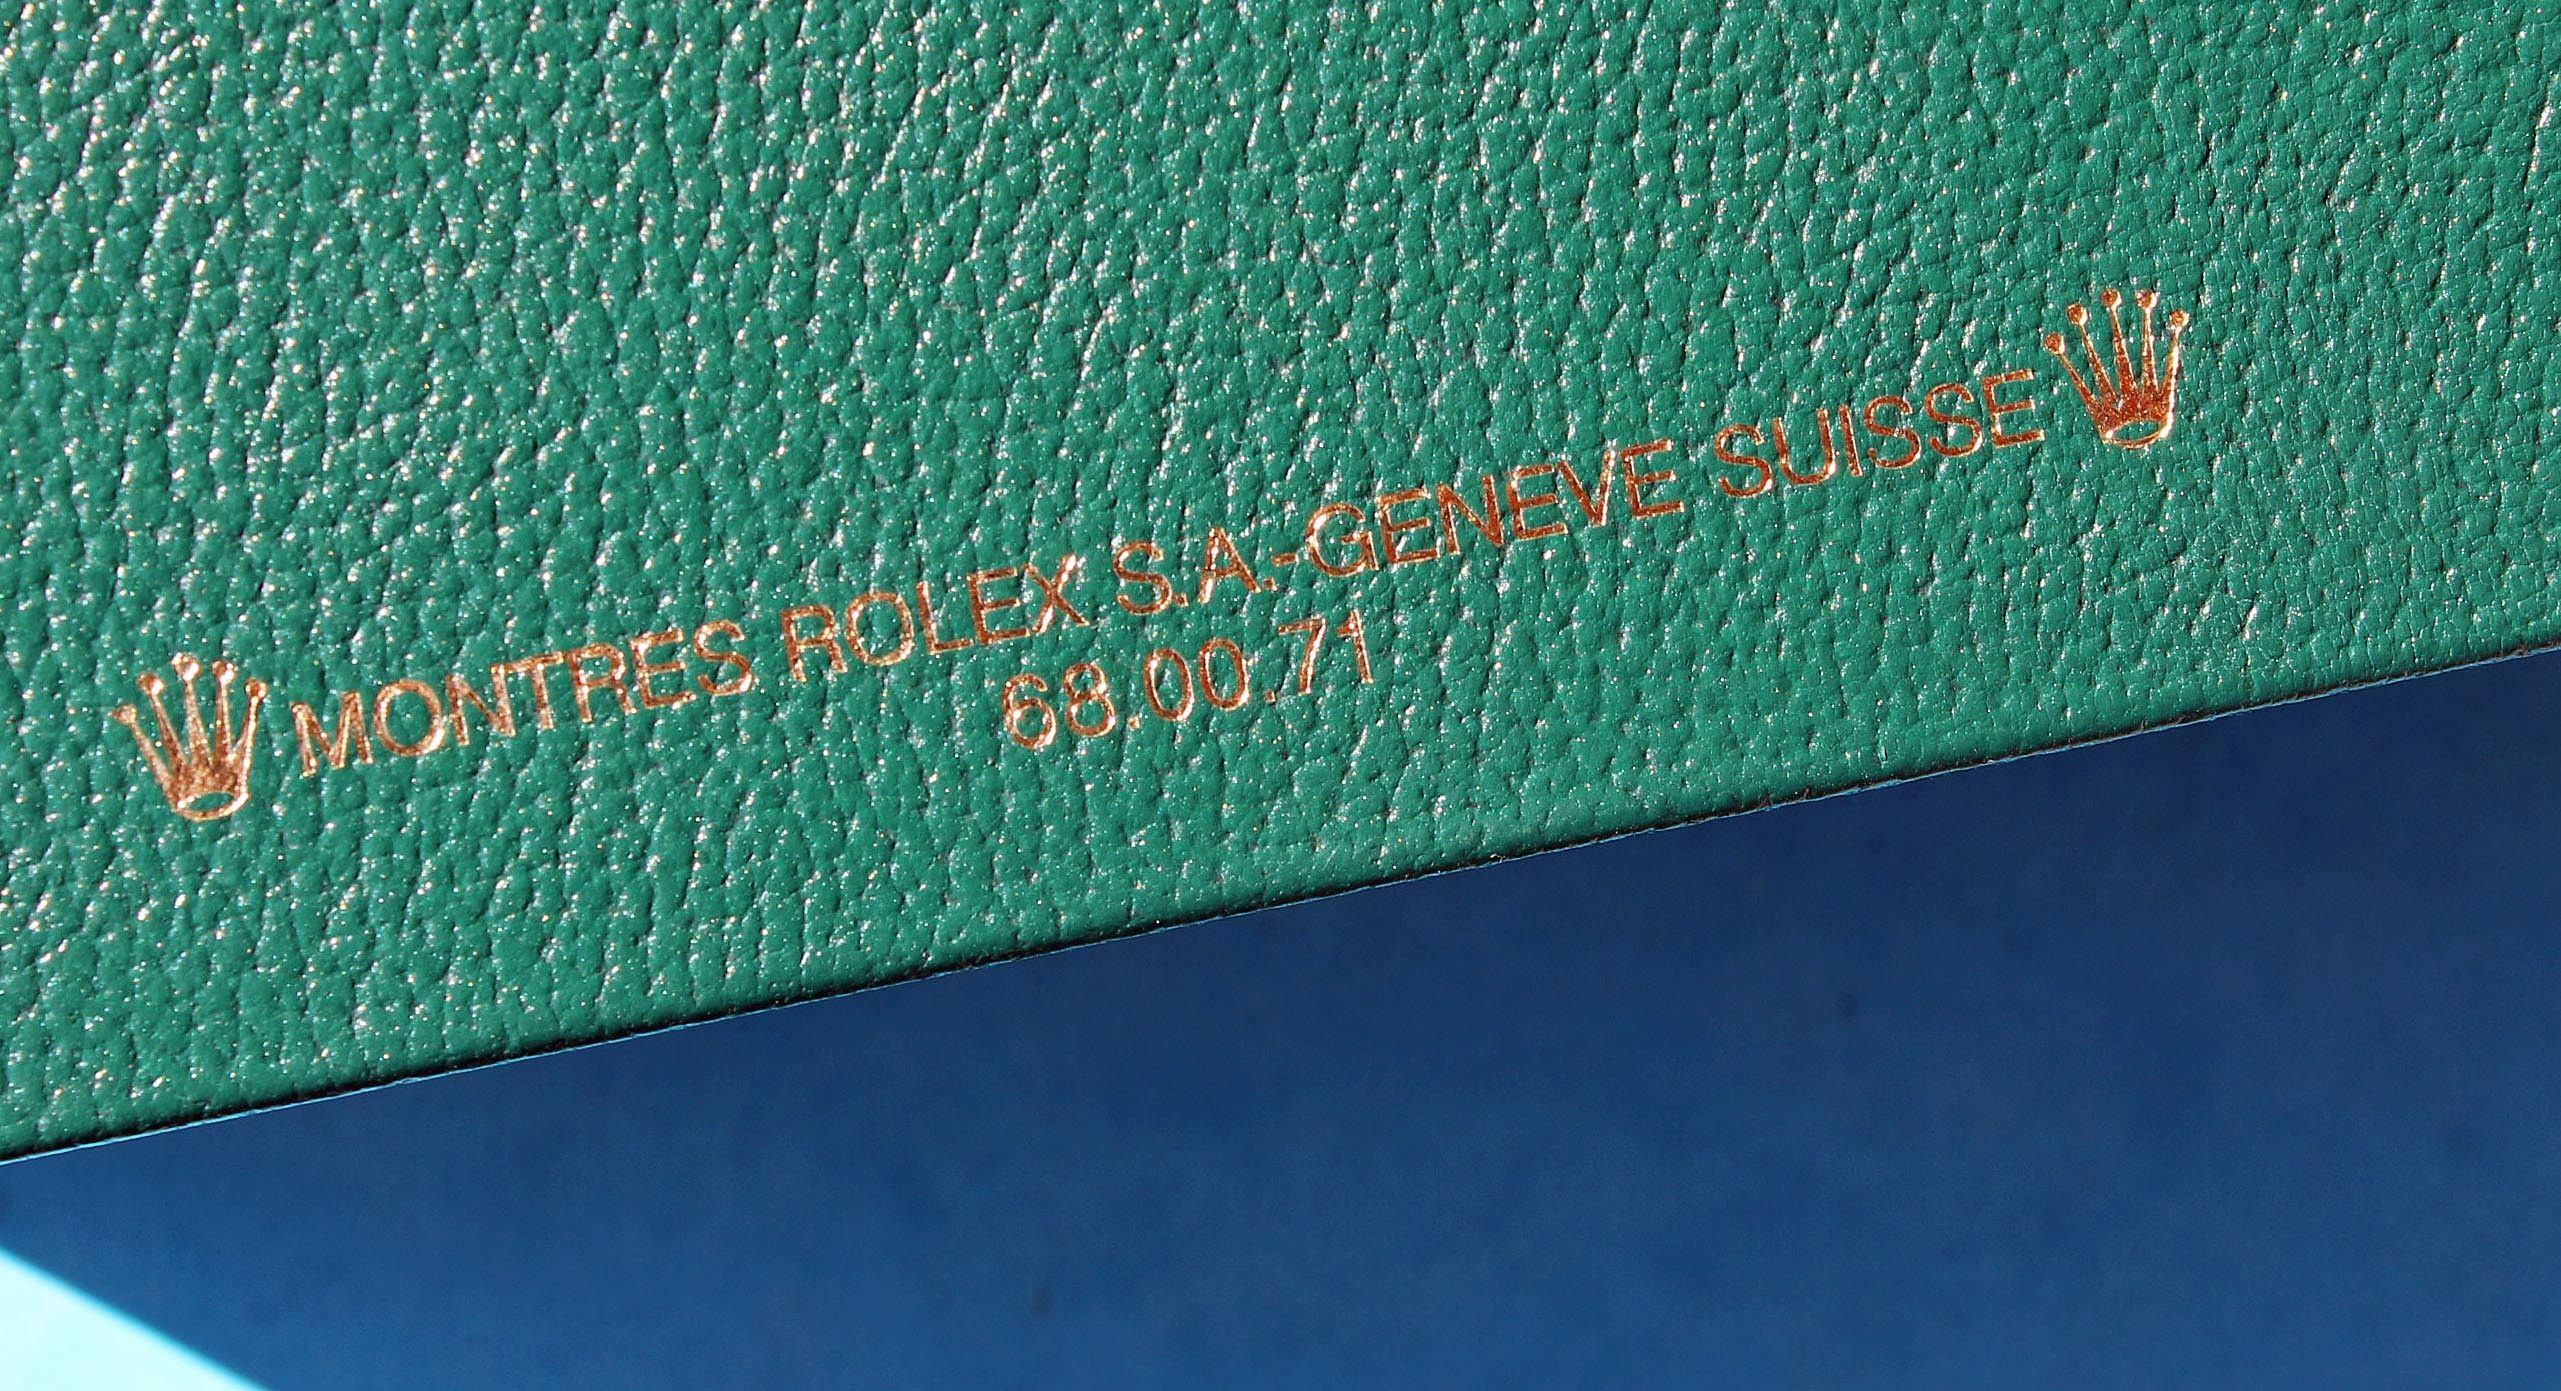 MONTRES ROLEX S.A.-GENEVE SUISSE
68.00.71